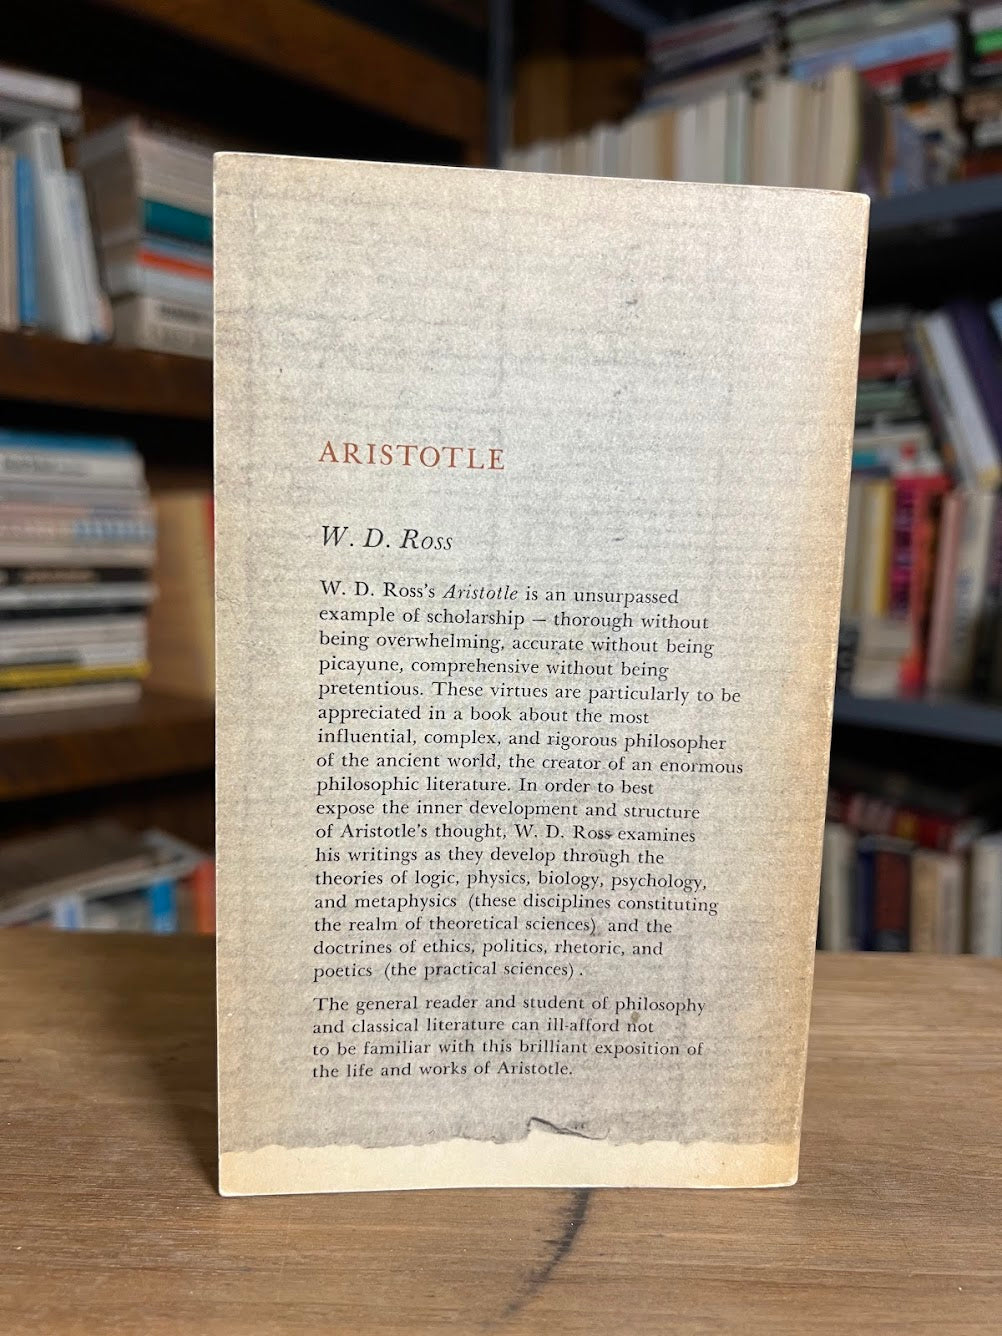 ARISTOTLE
W. D. Ross
W. D. Ross's Aristotle is an unsurpassed
example of scholarship — thorough without
being overwhelming, accurate without being
picayune, comprehensive without being
pretentious. These virtues are particularly to be
appreciated in a book about the most
influential, complex, and rigorous philosopher
of the ancient world, the creator of an enormous
philosophic literature. In order to best
expose the inner development and structure
of Aristotle's thought, W. D. Ross examines
his writings as they develop through the
theories of logic, physics, biology, psychology,
and metaphysics (these disciplines constituting
the realm of theoretical sciences) and the
doctrines of ethics, politics, rhetoric, and
poetics (the practical sciences).
The general reader and student of philosophy
and classical literature can ill-afford not
to be familiar with this brilliant exposition of
the life and works of Aristotle.